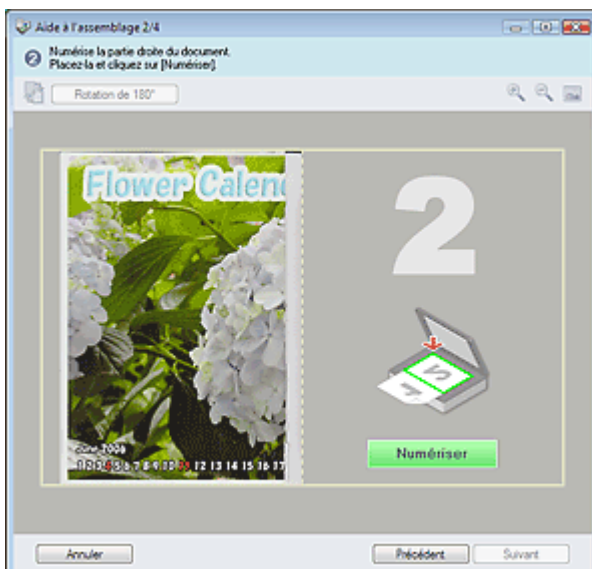 Aide à l'assemblage 2/4
2 Numérise la partie droite du document.
Placez-la et cliquez sur [Numériser].
Rotation de 180°
Flower Calen
2
June 2006
1 2 3 4 5 6 7 8 9 10 11 12 13 14 15 16 17
Numériser
Annuler
Précédent
Suivant